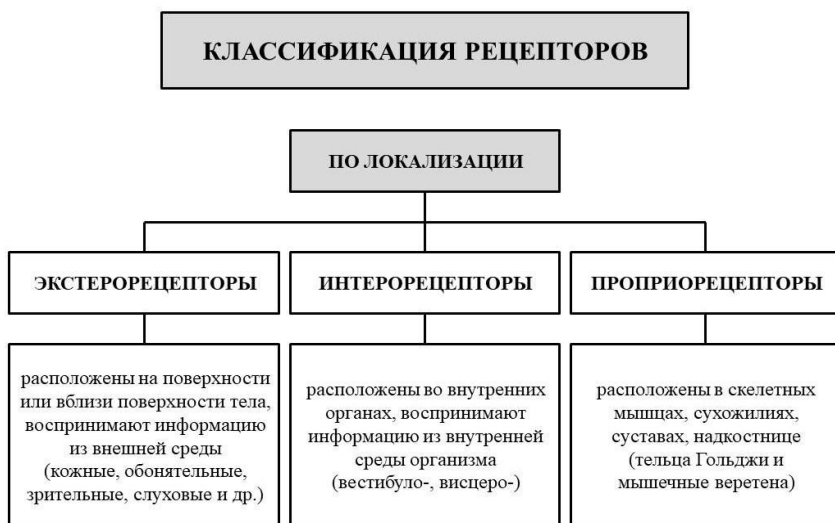 КЛАССИФИКАЦИЯ РЕЦЕПТОРОВ
ПО ЛОКАЛИЗАЦИИ
ЭКСТЕРОРЕЦЕПТОРЫ
ИНТЕРОРЕЦЕПТОРЫ
ПРОПРИОРЕЦЕПТОРЫ
расположены на поверхности
или вблизи поверхности тела,
воспринимают информацию
из внешней среды
(кожные, обонятельные,
зрительные, слуховые и др.)
расположены во внутренних
органах, воспринимают
информацию из внутренней
среды организма
(вестибуло-, висцеро-)
расположены в скелетных
мышцах, сухожилиях,
суставах, надкостнице
(тельца Гольджи и
мышечные веретена)